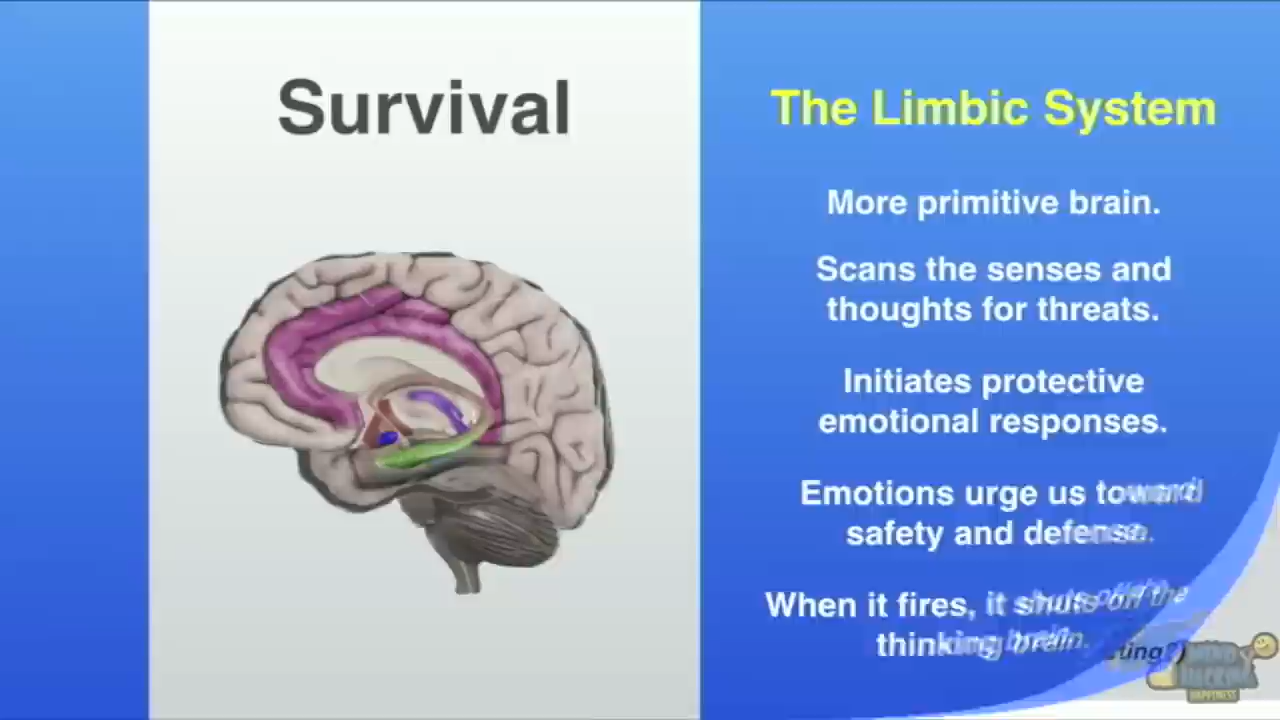 Survival
The Limbic System
More primitive brain.
Scans the senses and
thoughts for threats.
Initiates protective
emotional responses.
Emotions urge us toward
safety and defense.
When it fires, it shuts off the
thinking brain.
HAPPINESS